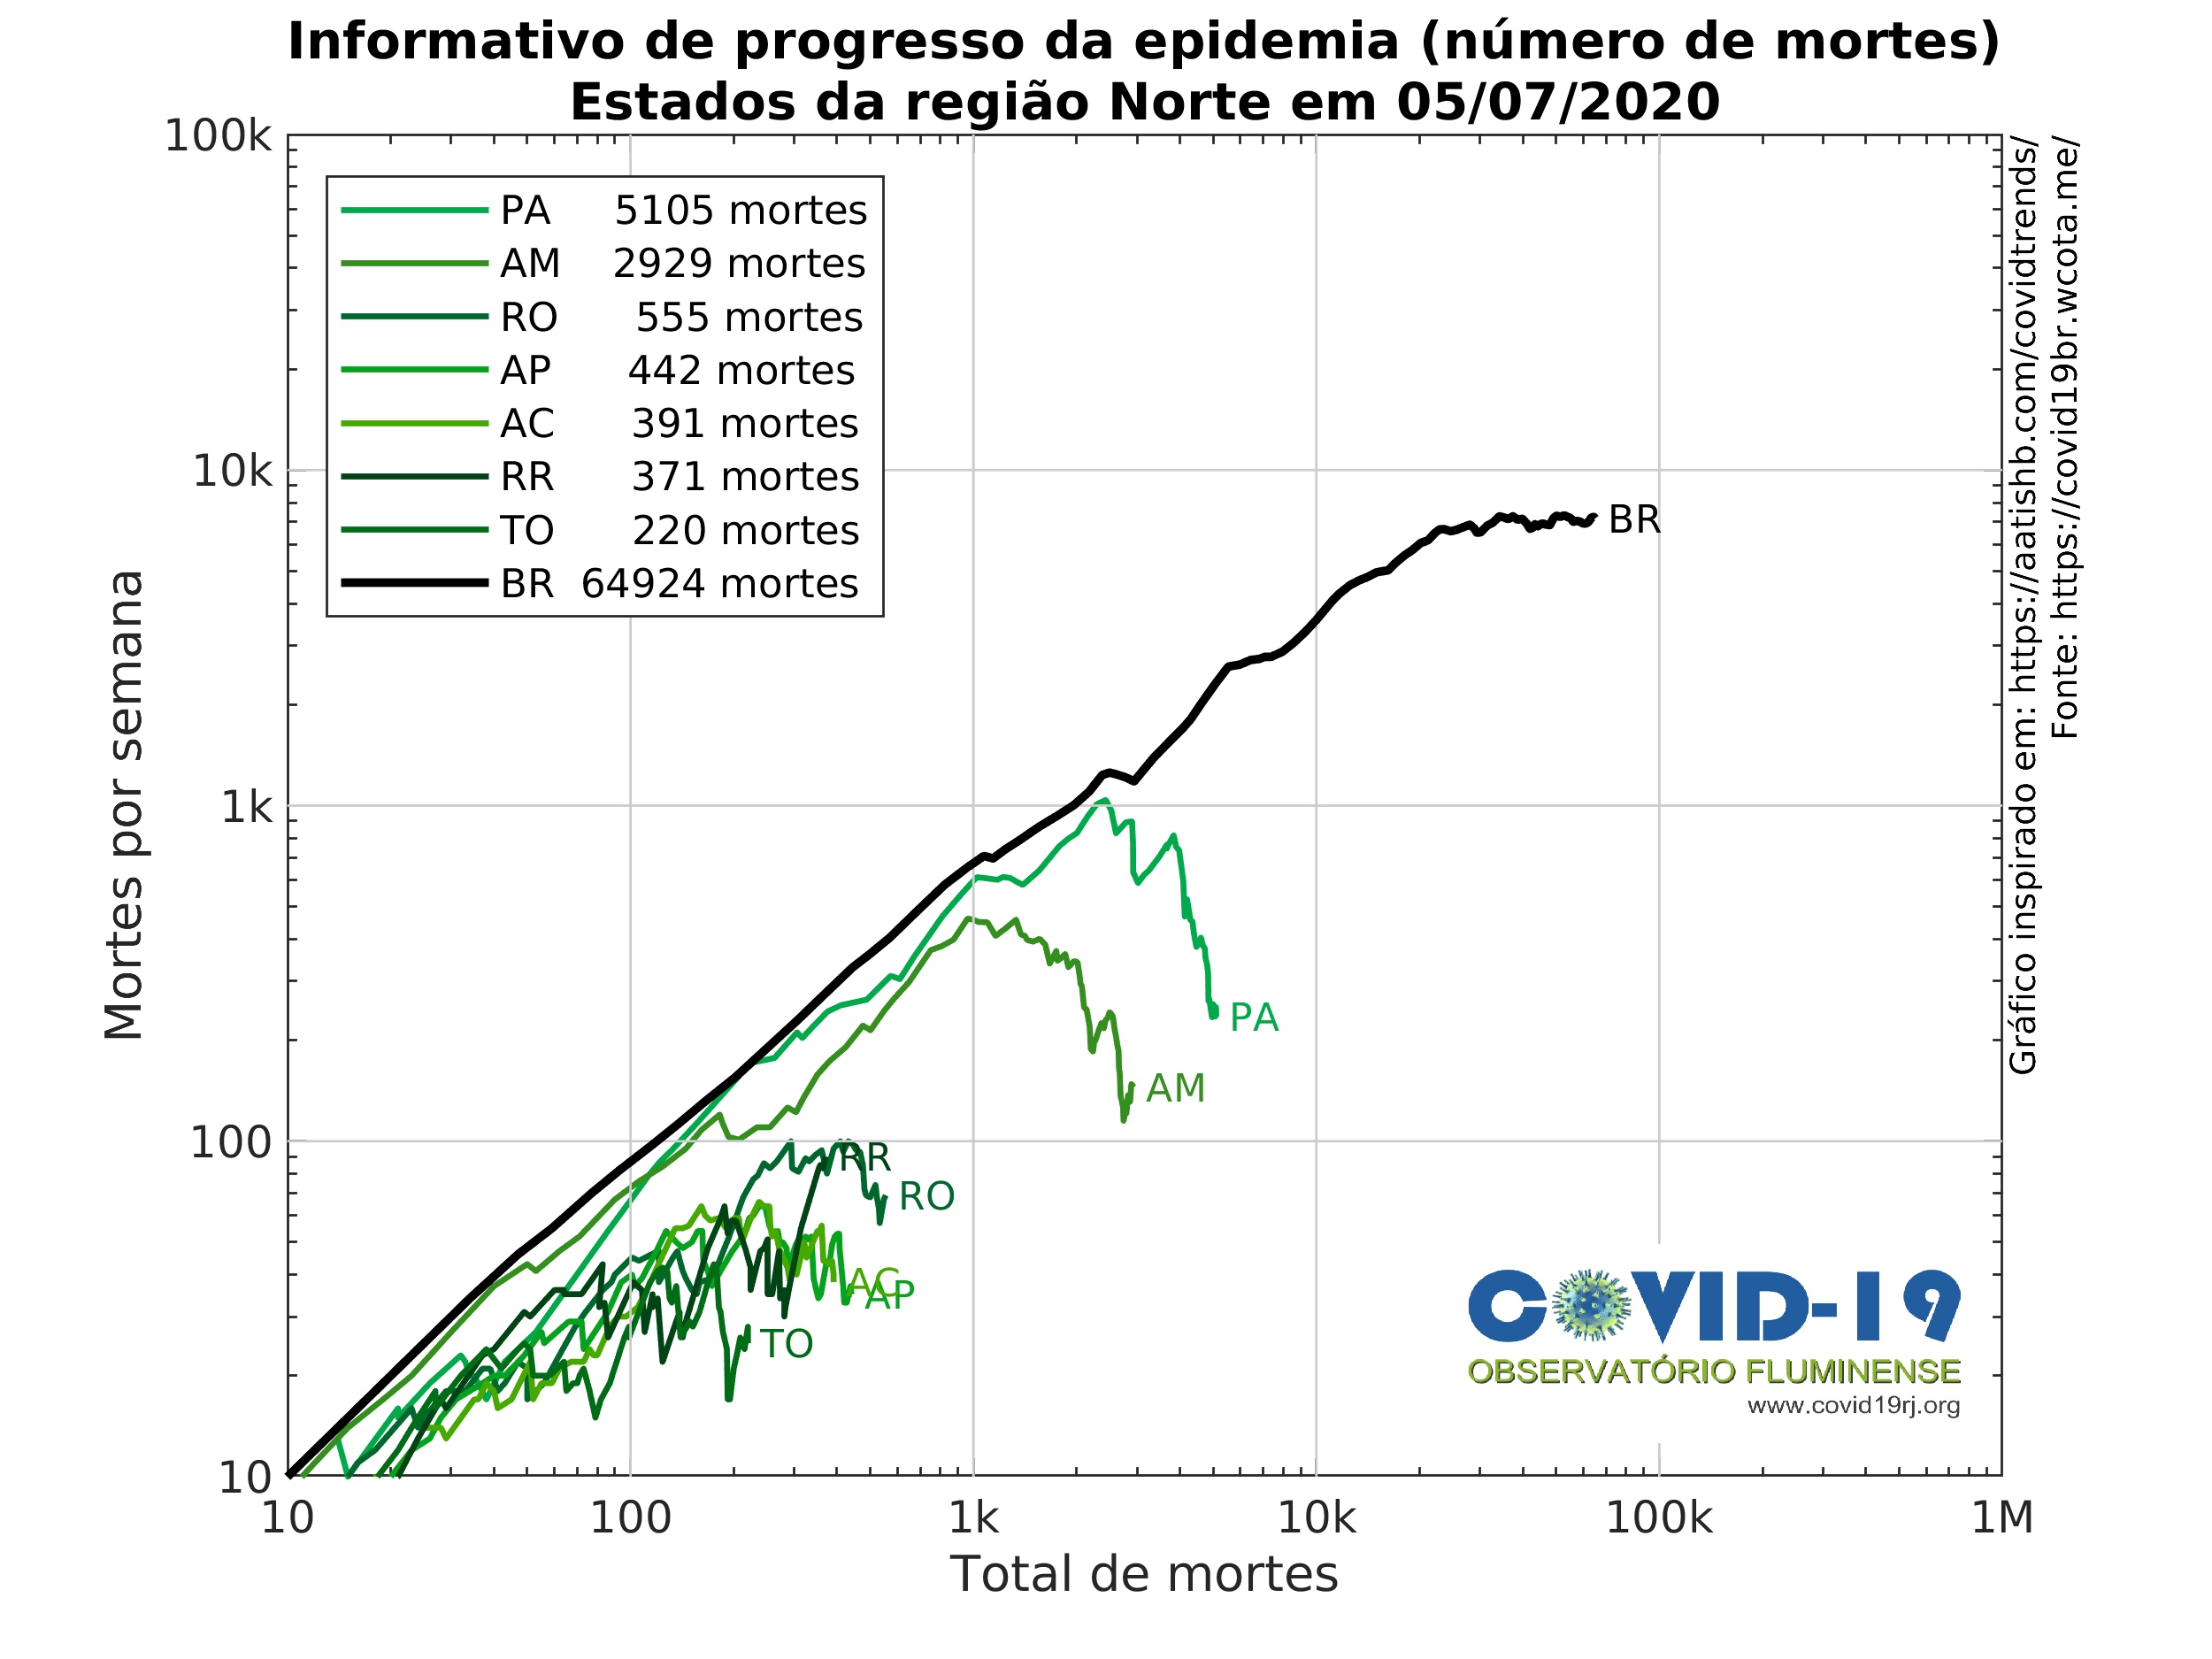 Informativo de progresso da epidemia (número de mortes)
Estados da região Norte em 05/07/2020
100k
10k
1k
100
10
Mortes por semana
PA 5105 mortes
AM 2929 mortes
RO 555 mortes
AP 442 mortes
AC 391 mortes
RR 371 mortes
TO 220 mortes
BR 64924 mortes
BR
PA
AM
RR
RO
AC
AP
TO
COVID-19
OBSERVATÓRIO FLUMINENSE
www.covid19rj.org
10 100 1k 10k 100k 1M
Total de mortes
Gráfico inspirado em: https://aatishb.com/covidtrends/
Fonte: https://covid19br.wcota.me/